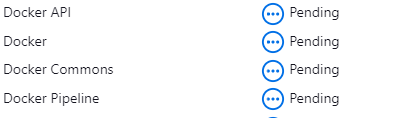 Docker API Pending
Docker Pending
Docker Commons Pending
Docker Pipeline Pending